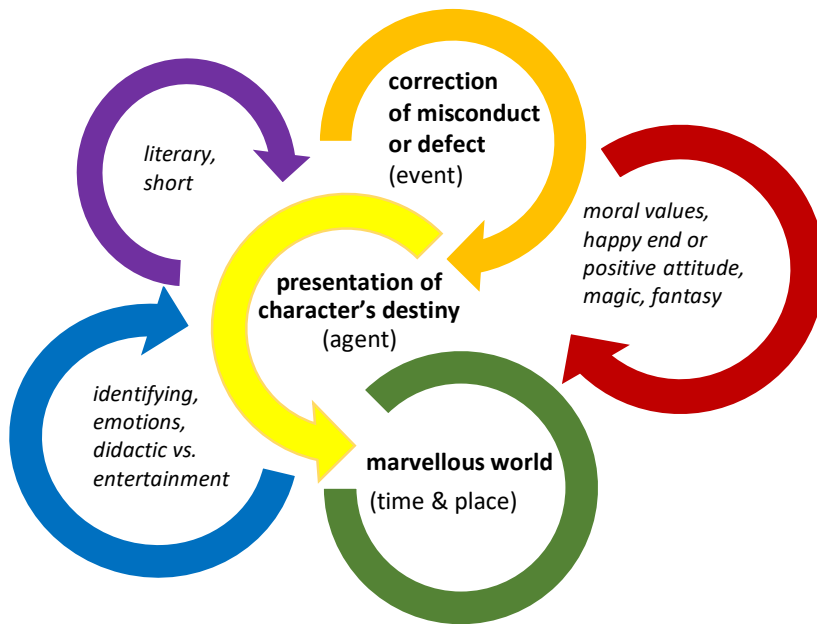 correction
of misconduct
or defect
(event)
literary,
short
moral values,
happy end or
positive attitude,
magic, fantasy
presentation of
character's destiny
(agent)
identifying,
emotions,
didactic vs.
entertainment
marvellous world
(time & place)